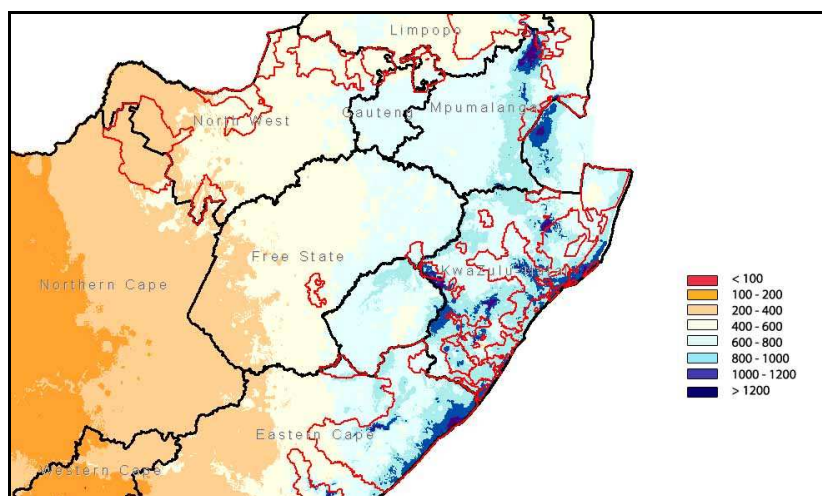 Limpopo
Mpumalanga
Gauteng
North West
Free State
Kwazulu Natal
Northern Cape
Eastern Cape
Western Cape
< 100
100 - 200
200 - 400
400 - 600
600 - 800
800 - 1000
1000 - 1200
> 1200